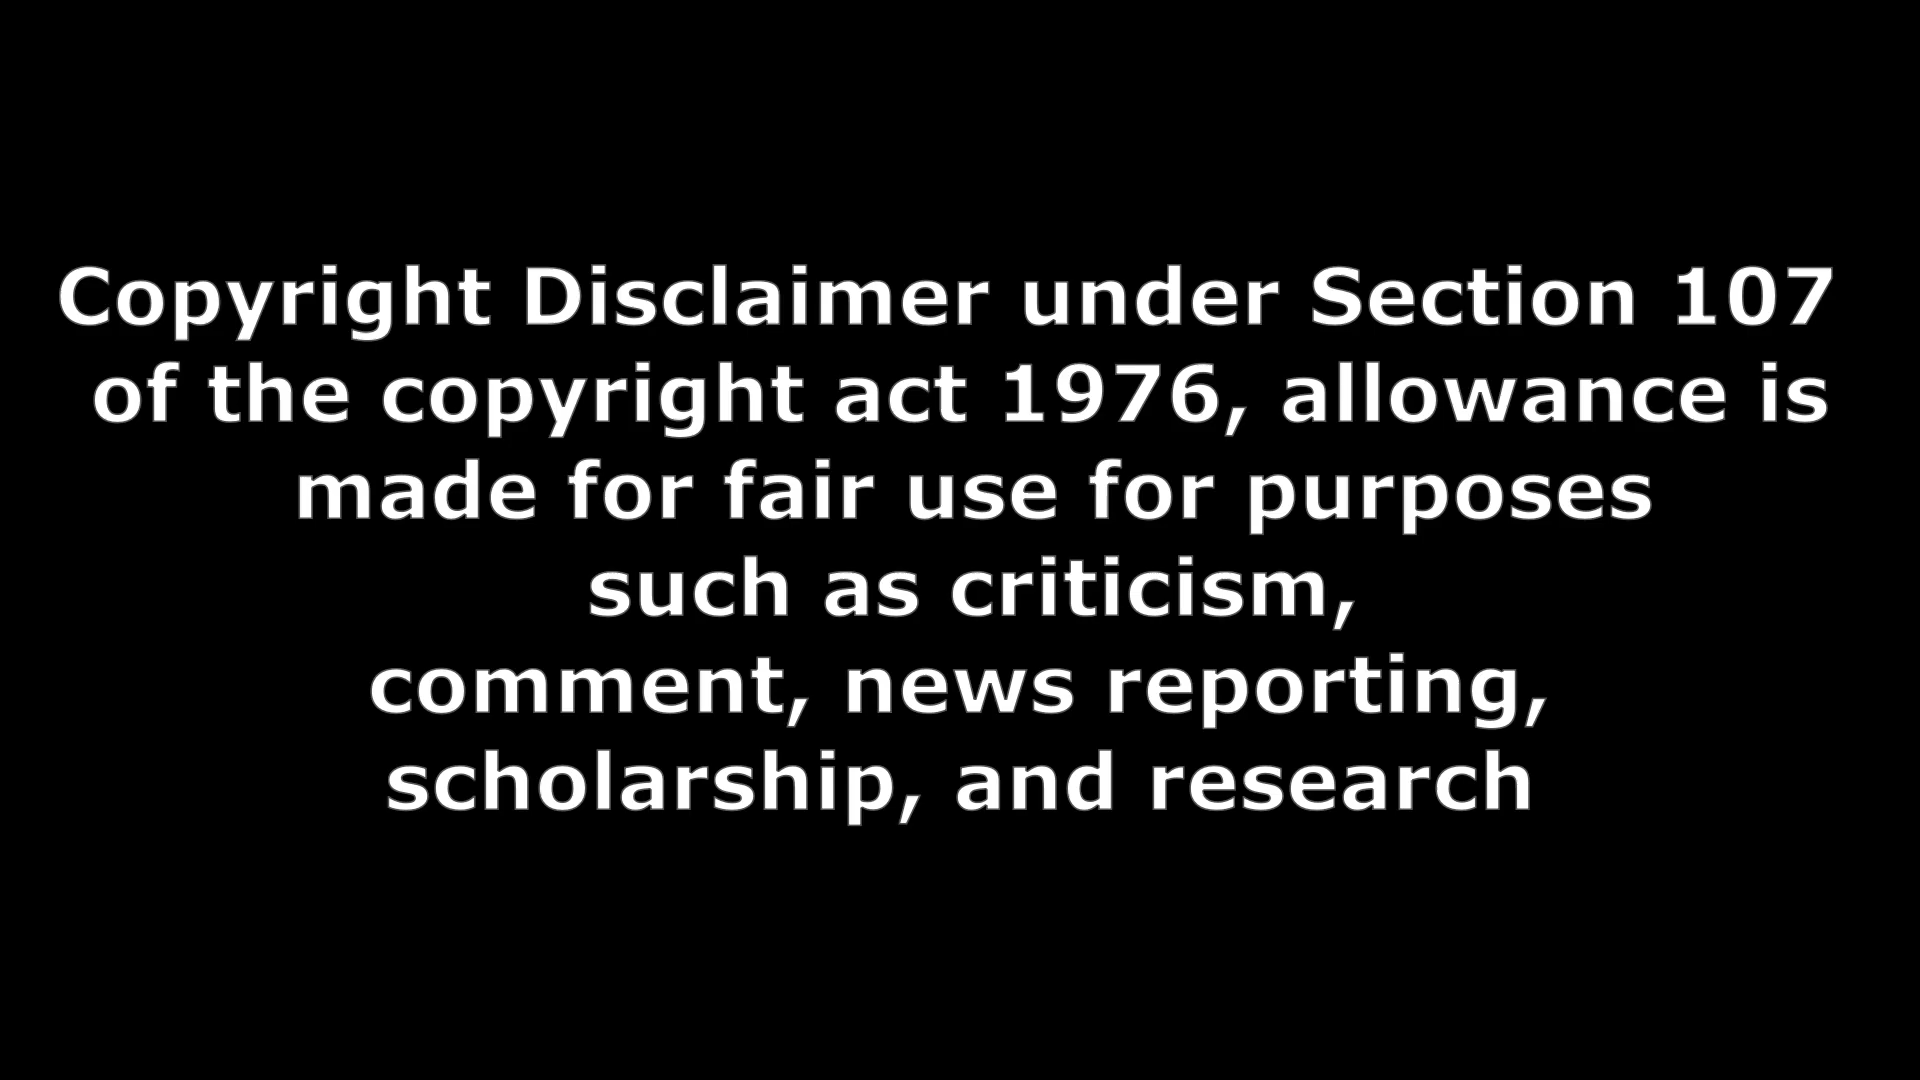 Copyright Disclaimer under Section 107
of the copyright act 1976, allowance is
made for fair use for purposes
such as criticism,
comment, news reporting,
scholarship, and research